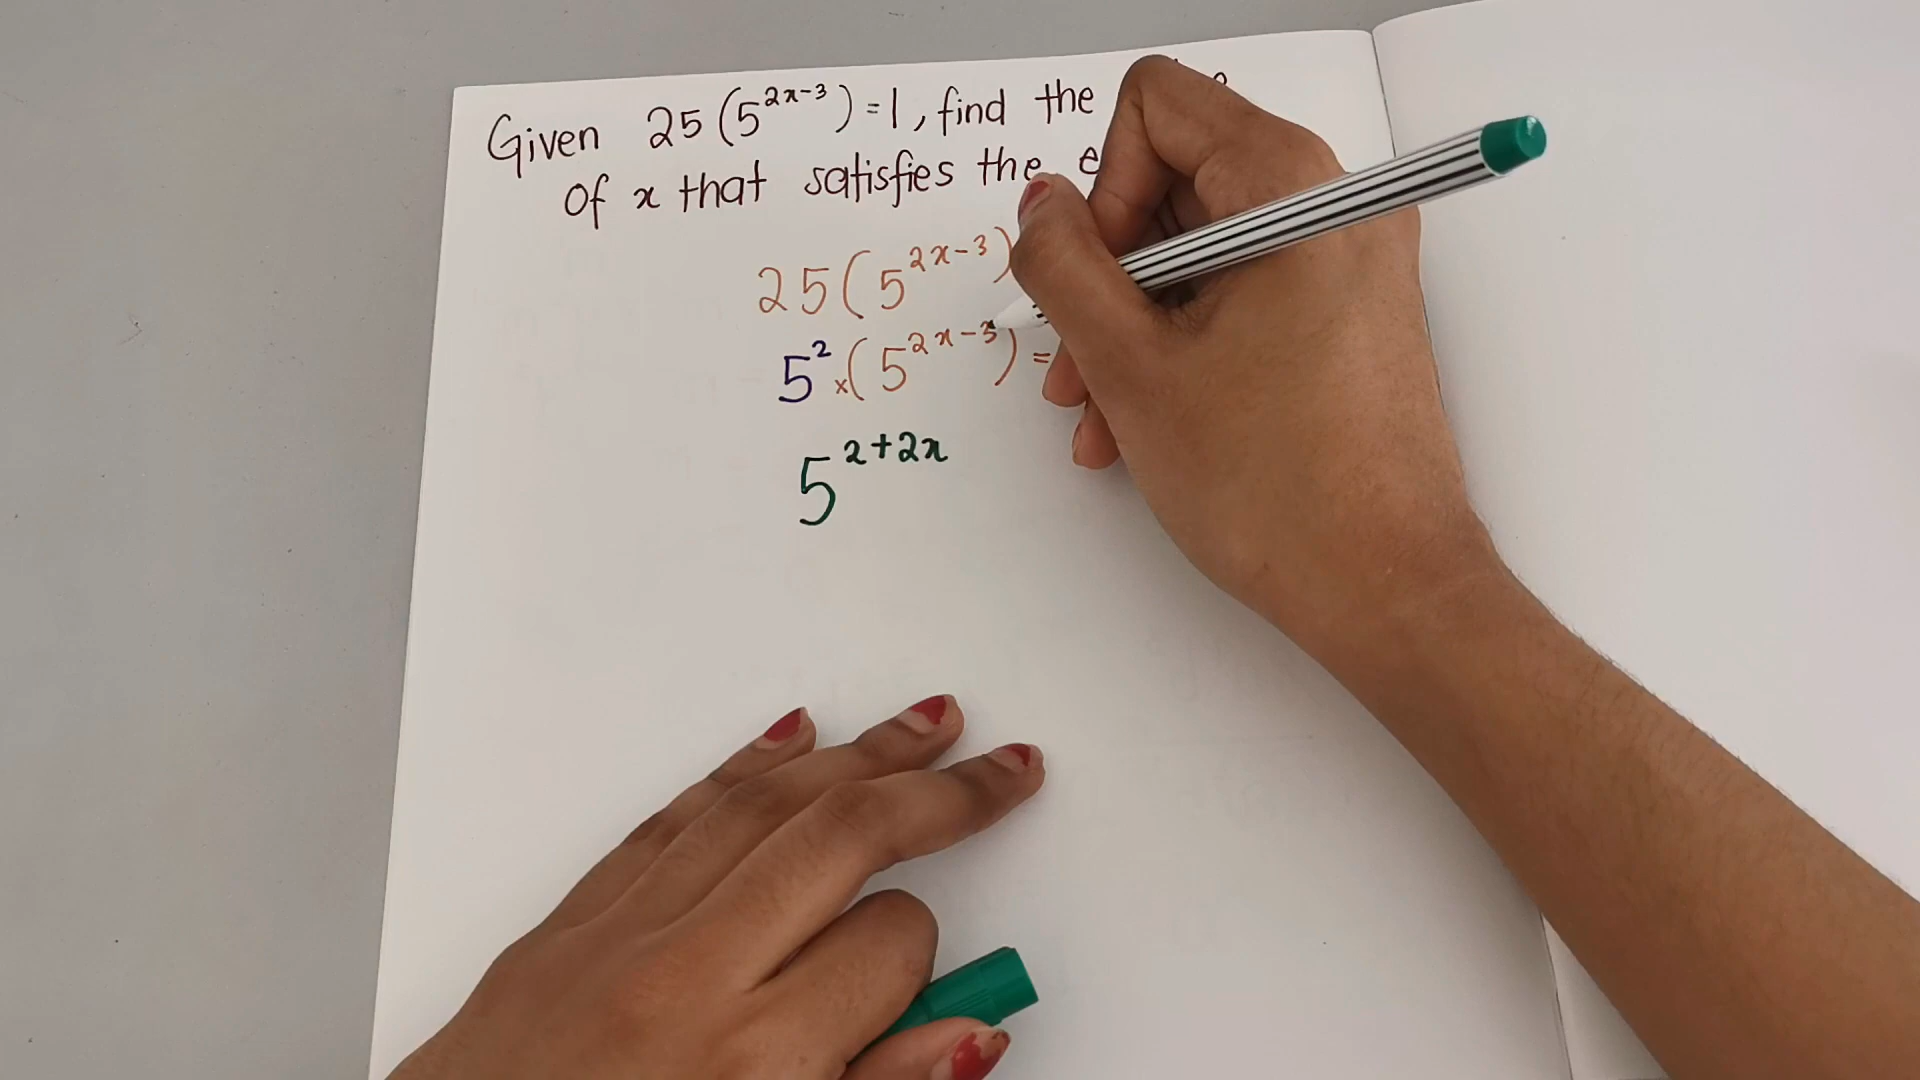 Given 25(5^{2x-3})=1, find the
of x that satisfies the
25(5^{2x-3})
5^2 × (5^{2x-3}) =
5^{2+2x}